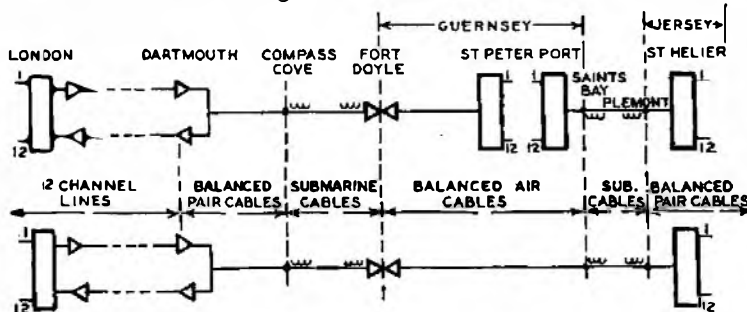 GUERNSEY
JERSEY
LONDON
DARTMOUTH
COMPASS COVE
FORT DOYLE
ST PETER PORT
ST HELIER
SAINTS BAY
PLEMONT
1
12
1
12
1
12
1
12
12 CHANNEL LINES
BALANCED PAIR CABLES
SUBMARINE CABLES
BALANCED AIR CABLES
SUB. CABLES
BALANCED PAIR CABLES
1
12
1
12